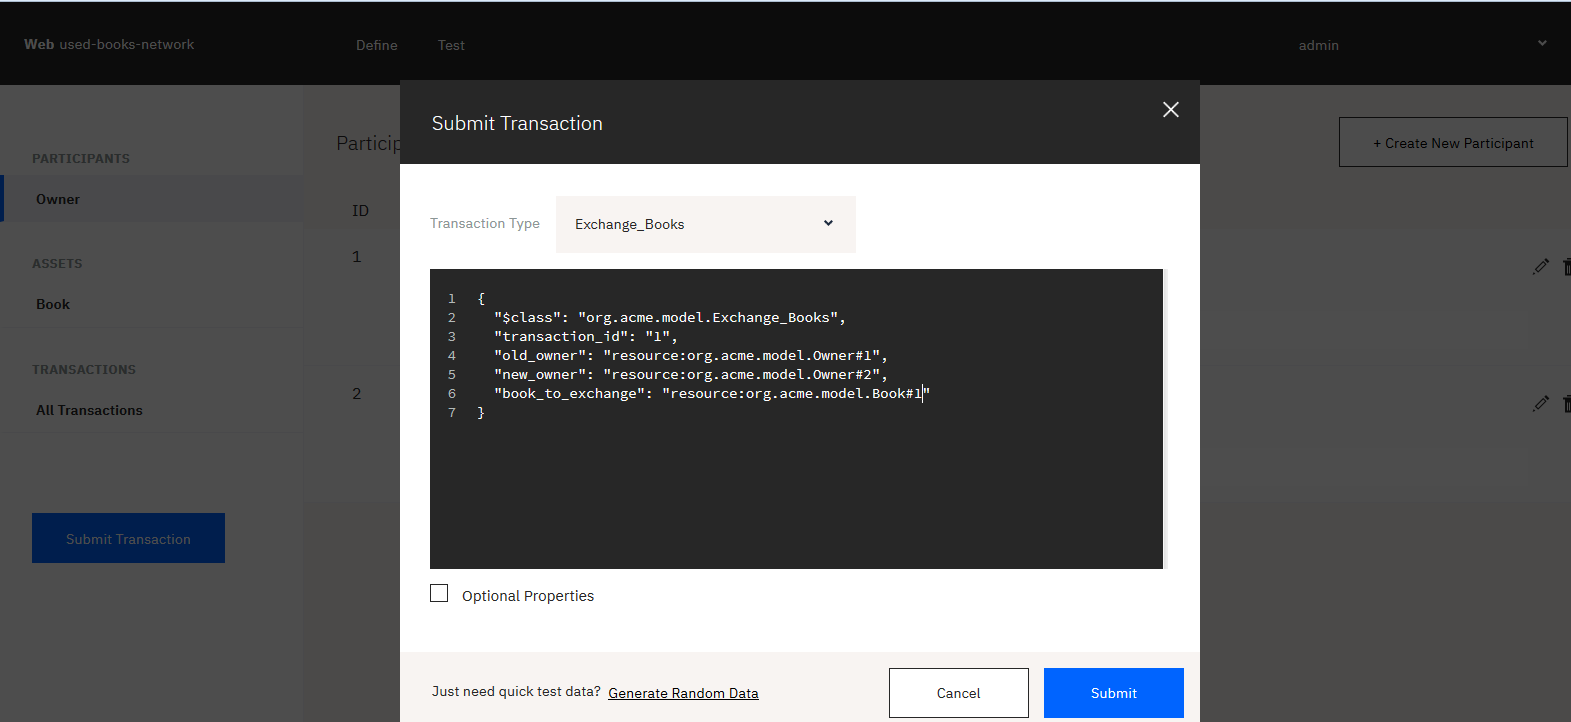 Web used-books-network
Define
Test
admin
Submit Transaction
PARTICIPANTS
Particip
+ Create New Participant
Owner
ID
Transaction Type
Exchange_Books
1
ASSETS
Book
1 {
2 "$class": "org.acme.model.Exchange_Books",
3 "transaction_id": "1",
4 "old_owner": "resource:org.acme.model.Owner#1",
5 "new_owner": "resource:org.acme.model.Owner#2",
6 "book_to_exchange": "resource:org.acme.model.Book#1"
7 }
TRANSACTIONS
2
All Transactions
Submit Transaction
Optional Properties
Just need quick test data? Generate Random Data
Cancel
Submit